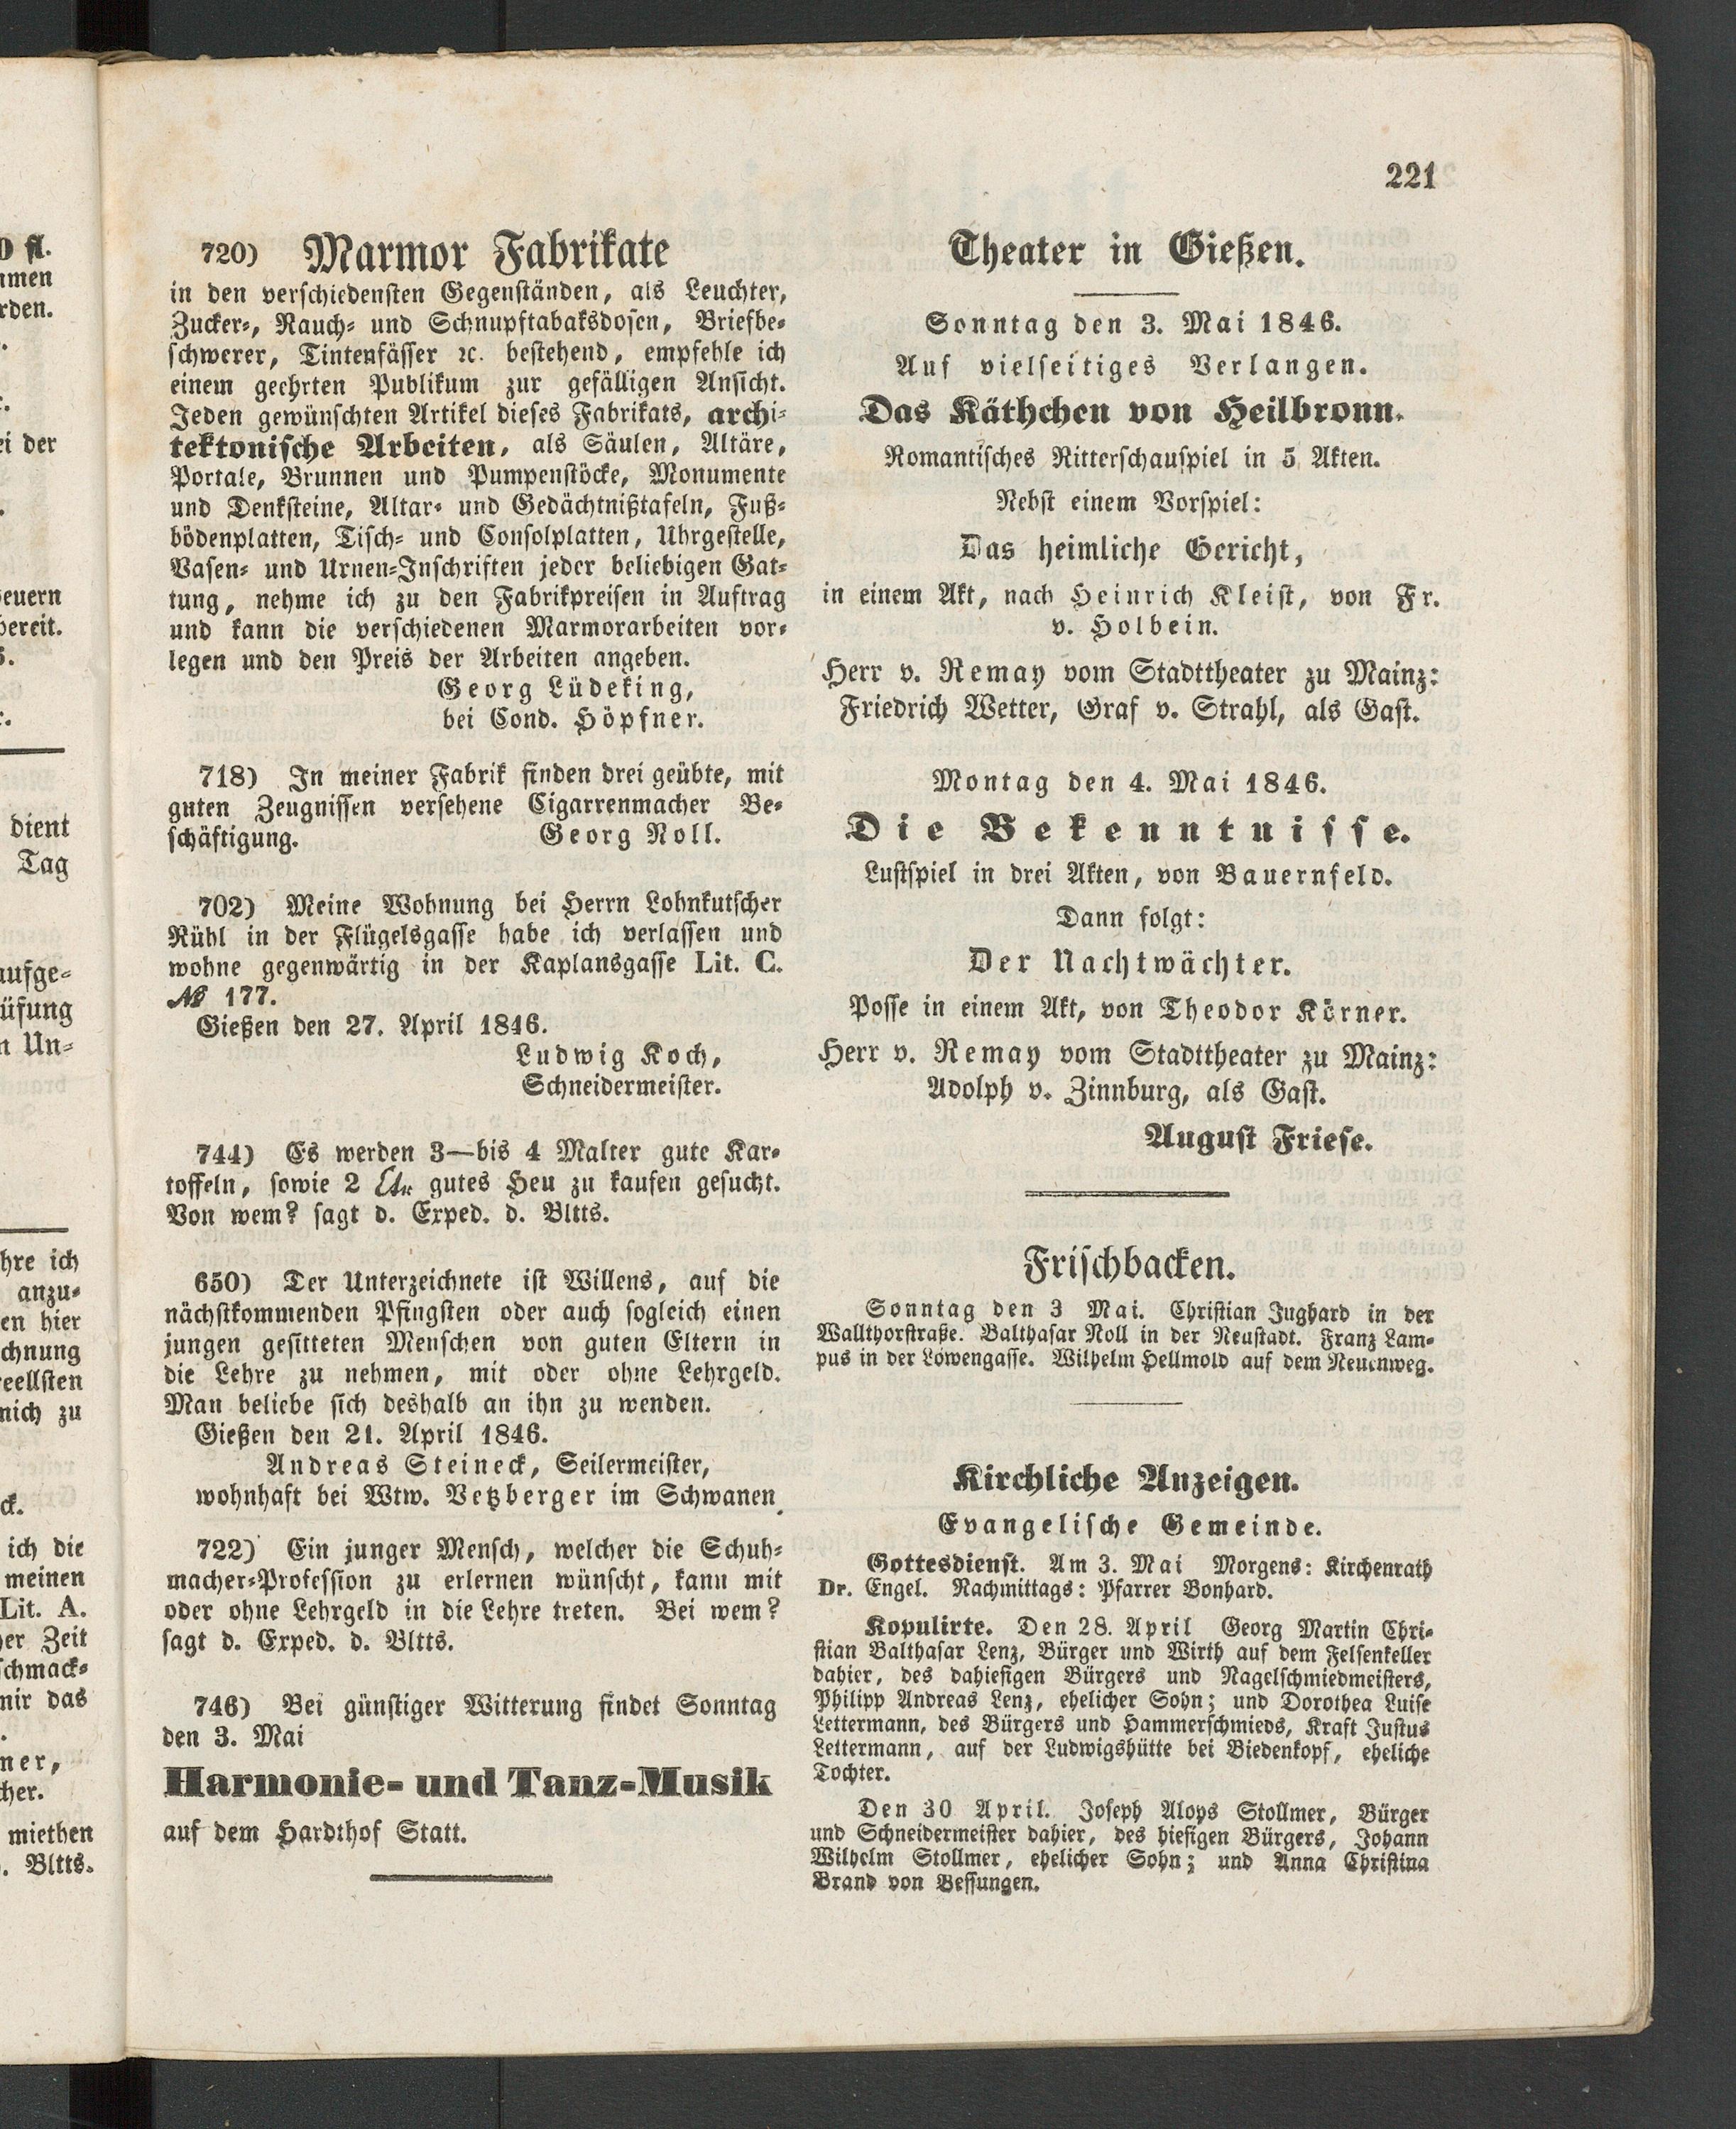 221
720) Marmor Fabrikate
in den verschiedensten Gegenständen, als Leuchter,
Zucker-, Rauch- und Schnupftabaksdosen, Briefbe-
schwerer, Tintenfässer ꝛc. bestehend, empfehle ich
einem geehrten Publikum zur gefälligen Ansicht.
Jeden gewünschten Artikel dieses Fabrikats, archi-
tektonische Arbeiten, als Säulen, Altäre,
Portale, Brunnen und Pumpenstöcke, Monumente
und Denksteine, Altar- und Gedächtnißtafeln, Fuß-
bödenplatten, Tisch- und Consolplatten, Uhrgestelle,
Vasen- und Urnen-Inschriften jeder beliebigen Gat-
tung, nehme ich zu den Fabrikpreisen in Auftrag
und kann die verschiedenen Marmorarbeiten vor-
legen und den Preis der Arbeiten angeben.
Georg Lüdeking,
bei Cond. Höpfner.
718) In meiner Fabrik finden drei geübte, mit
guten Zeugnissen versehene Cigarrenmacher Be-
schäftigung. Georg Noll.
702) Meine Wohnung bei Herrn Lohnkutscher
Rühl in der Flügelsgasse habe ich verlassen und
wohne gegenwärtig in der Kaplansgasse Lit. C.
№ 177.
Gießen den 27. April 1846.
Ludwig Koch,
Schneidermeister.
744) Es werden 3—bis 4 Malter gute Kar-
toffeln, sowie 2 Ctr. gutes Heu zu kaufen gesucht.
Von wem? sagt d. Exped. d. Bltts.
650) Der Unterzeichnete ist Willens, auf die
nächstkommenden Pfingsten oder auch sogleich einen
jungen gesitteten Menschen von guten Eltern in
die Lehre zu nehmen, mit oder ohne Lehrgeld.
Man beliebe sich deshalb an ihn zu wenden.
Gießen den 21. April 1846.
Andreas Steineck, Seilermeister,
wohnhaft bei Wtw. Vetzberger im Schwanen.
722) Ein junger Mensch, welcher die Schuh-
macher-Profession zu erlernen wünscht, kann mit
oder ohne Lehrgeld in die Lehre treten. Bei wem?
sagt d. Exped. d. Bltts.
746) Bei günstiger Witterung findet Sonntag
den 3. Mai
Harmonie- und Tanz-Musik
auf dem Hardthof Statt.
Theater in Gießen.
Sonntag den 3. Mai 1846.
Auf vielseitiges Verlangen.
Das Käthchen von Heilbronn.
Romantisches Ritterschauspiel in 5 Akten.
Nebst einem Vorspiel:
Das heimliche Gericht,
in einem Akt, nach Heinrich Kleist, von Fr.
v. Holbein.
Herr v. Remay vom Stadttheater zu Mainz:
Friedrich Wetter, Graf v. Strahl, als Gast.
Montag den 4. Mai 1846.
Die Bekenntnisse.
Lustspiel in drei Akten, von Bauernfeld.
Dann folgt:
Der Nachtwächter.
Posse in einem Akt, von Theodor Körner.
Herr v. Remay vom Stadttheater zu Mainz:
Adolph v. Zinnburg, als Gast.
August Friese.
Frischbacken.
Sonntag den 3 Mai. Christian Jughard in der
Wallthorstraße. Balthasar Noll in der Neustadt. Franz Lam-
pus in der Löwengasse. Wilhelm Hellmold auf dem Neuenweg.
Kirchliche Anzeigen.
Evangelische Gemeinde.
Gottesdienst. Am 3. Mai Morgens: Kirchenrath
Dr. Engel. Nachmittags: Pfarrer Bonhard.
Kopulirte. Den 28. April Georg Martin Chri-
stian Balthasar Lenz, Bürger und Wirth auf dem Felsenkeller
dahier, des dahiesigen Bürgers und Nagelschmiedmeisters,
Philipp Andreas Lenz, ehelicher Sohn; und Dorothea Luise
Lettermann, des Bürgers und Hammerschmieds, Kraft Justus
Lettermann, auf der Ludwigshütte bei Biedenkopf, eheliche
Tochter.
Den 30 April. Joseph Aloys Stollmer, Bürger
und Schneidermeister dahier, des hiesigen Bürgers, Johann
Wilhelm Stollmer, ehelicher Sohn; und Anna Christina
Brand von Bessungen.